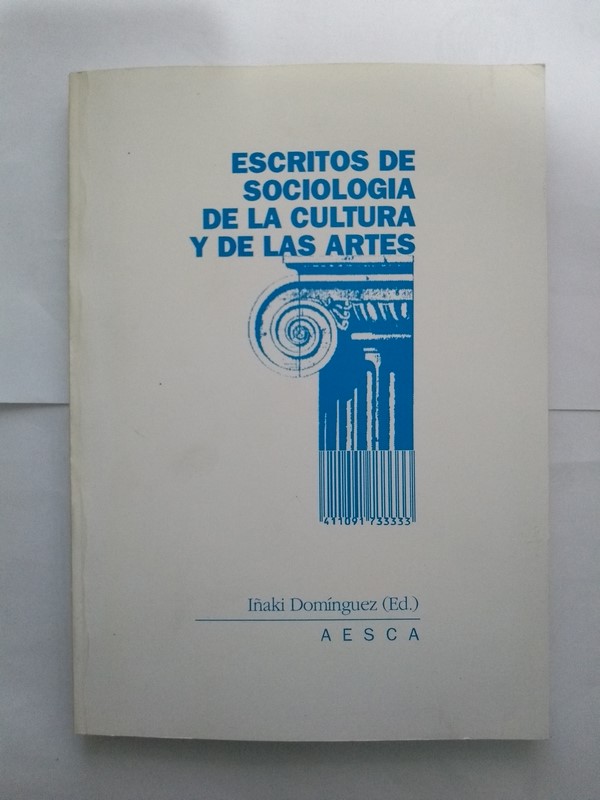 ESCRITOS DE
SOCIOLOGIA
DE LA CULTURA
Y DE LAS ARTES
411091 733333
Iñaki Domínguez (Ed.)
AESCA